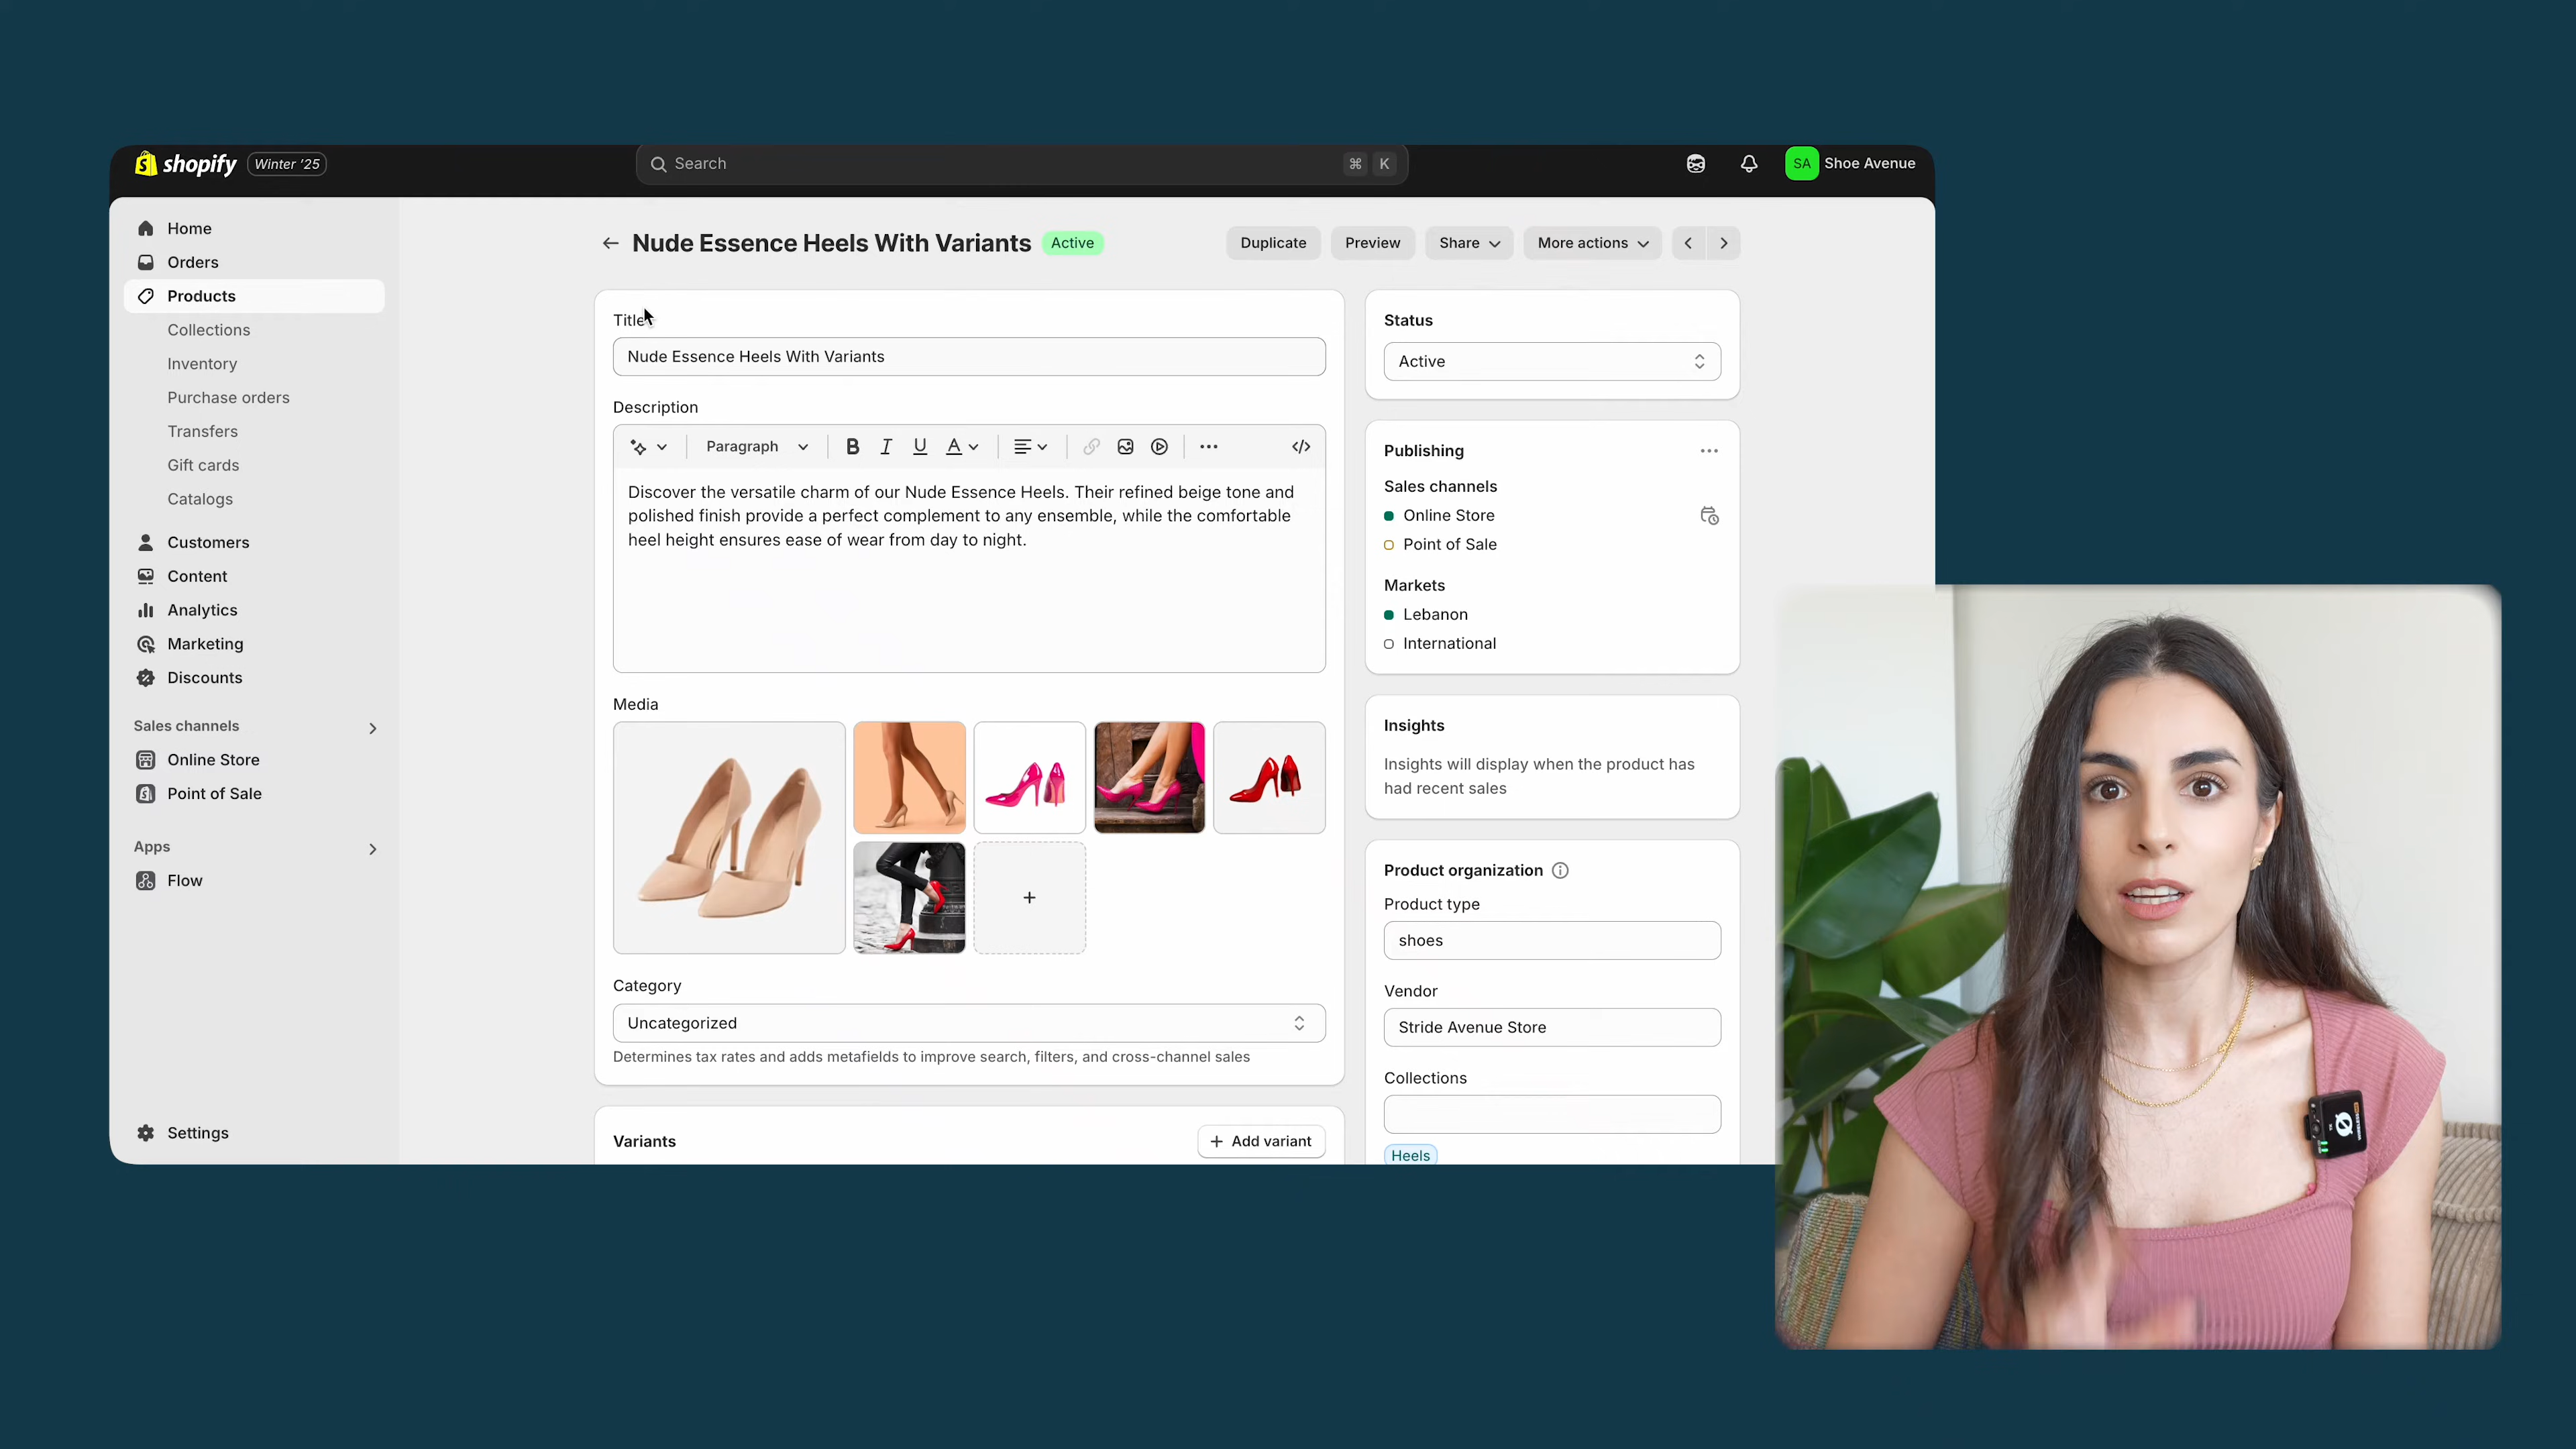 shopify
Winter '25
Search
⌘ K
SA
Shoe Avenue
Home
Orders
Products
Collections
Inventory
Purchase orders
Transfers
Gift cards
Catalogs
Customers
Content
Analytics
Marketing
Discounts
Sales channels
Online Store
Point of Sale
Apps
Flow
Settings
Nude Essence Heels With Variants
Active
Duplicate
Preview
Share
More actions
Title
Nude Essence Heels With Variants
Description
Paragraph
B I U A
Discover the versatile charm of our Nude Essence Heels. Their refined beige tone and
polished finish provide a perfect complement to any ensemble, while the comfortable
heel height ensures ease of wear from day to night.
Media
Category
Uncategorized
Determines tax rates and adds metafields to improve search, filters, and cross-channel sales
Variants
Add variant
Status
Active
Publishing
Sales channels
Online Store
Point of Sale
Markets
Lebanon
International
Insights
Insights will display when the product has
had recent sales
Product organization
Product type
shoes
Vendor
Stride Avenue Store
Collections
Heels